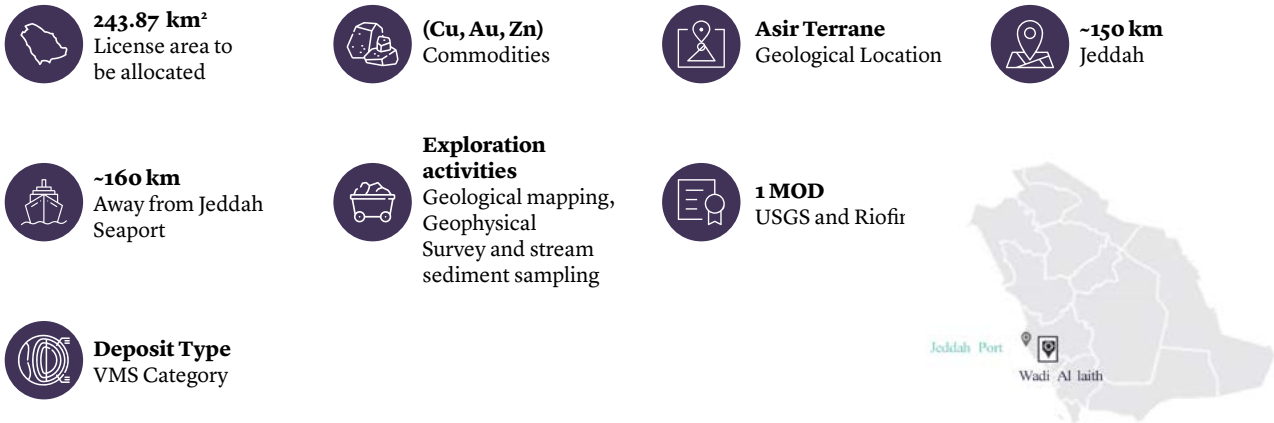 243.87 km²
License area to
be allocated
(Cu, Au, Zn)
Commodities
Asir Terrane
Geological Location
~150 km
Jeddah
~160 km
Away from Jeddah
Seaport
Exploration
activities
Geological mapping,
Geophysical
Survey and stream
sediment sampling
1 MOD
USGS and
Deposit Type
VMS Category
Jeddah Port
Wadi Al laith